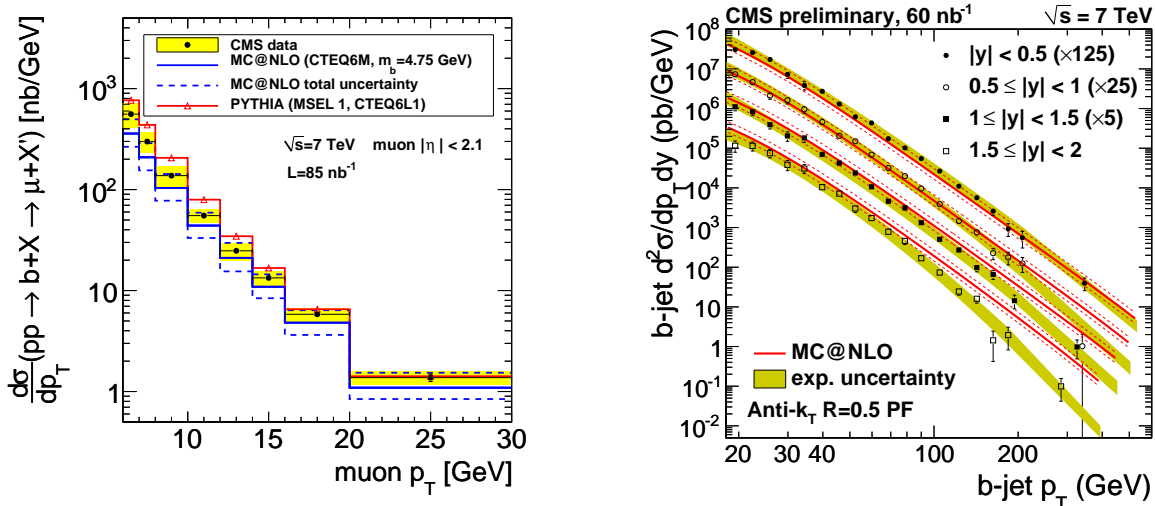 dσ/dp_T (pp → b+X → μ+X') [nb/GeV]
10³
10²
10
1
CMS data
MC@NLO (CTEQ6M, m_b=4.75 GeV)
MC@NLO total uncertainty
PYTHIA (MSEL 1, CTEQ6L1)
√s=7 TeV muon |η| < 2.1
L=85 nb⁻¹
10 15 20 25 30
muon p_T [GeV]
CMS preliminary, 60 nb⁻¹ √s = 7 TeV
b-jet d²σ/dp_T dy (pb/GeV)
10⁸
10⁷
10⁶
10⁵
10⁴
10³
10²
10
1
10⁻¹
10⁻²
|y| < 0.5 (×125)
0.5 ≤ |y| < 1 (×25)
1 ≤ |y| < 1.5 (×5)
1.5 ≤ |y| < 2
MC@NLO
exp. uncertainty
Anti-k_T R=0.5 PF
20 30 40 100 200
b-jet p_T (GeV)